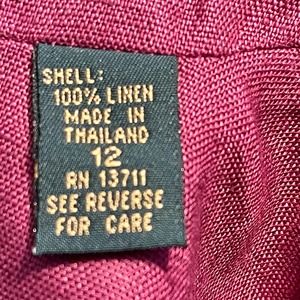 SHELL:
100% LINEN
MADE IN
THAILAND
12
RN 13711
SEE REVERSE
FOR CARE